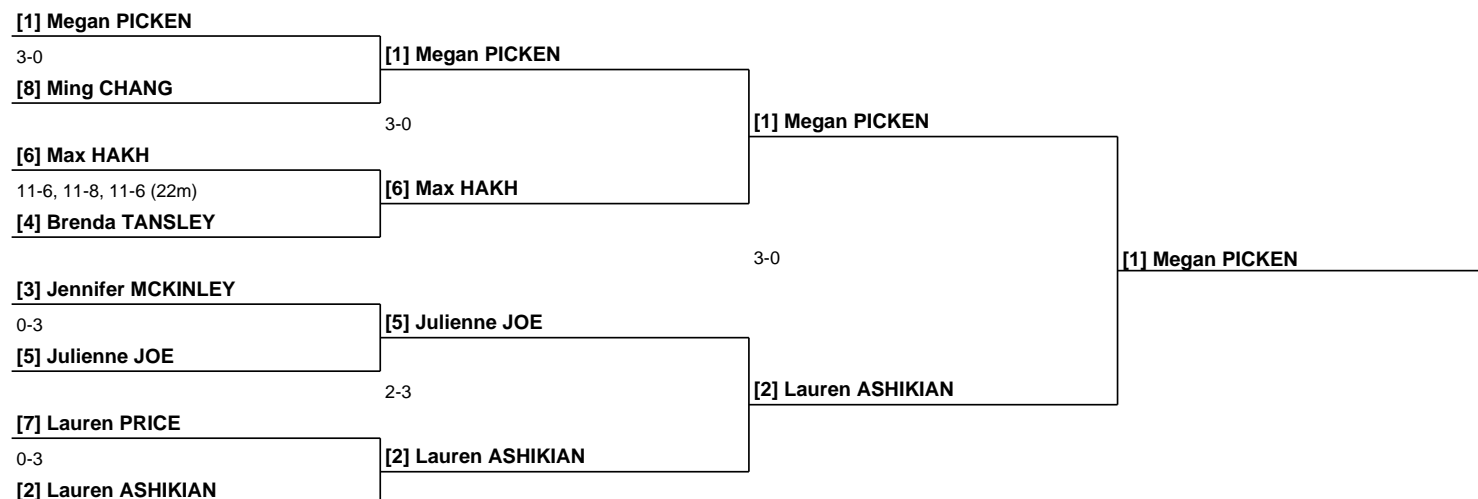 [1] Megan PICKEN
3-0
[8] Ming CHANG
[1] Megan PICKEN
3-0
[6] Max HAKH
11-6, 11-8, 11-6 (22m)
[4] Brenda TANSLEY
[6] Max HAKH
[1] Megan PICKEN
3-0
[1] Megan PICKEN
[3] Jennifer MCKINLEY
0-3
[5] Julienne JOE
[5] Julienne JOE
2-3
[7] Lauren PRICE
0-3
[2] Lauren ASHIKIAN
[2] Lauren ASHIKIAN
[2] Lauren ASHIKIAN